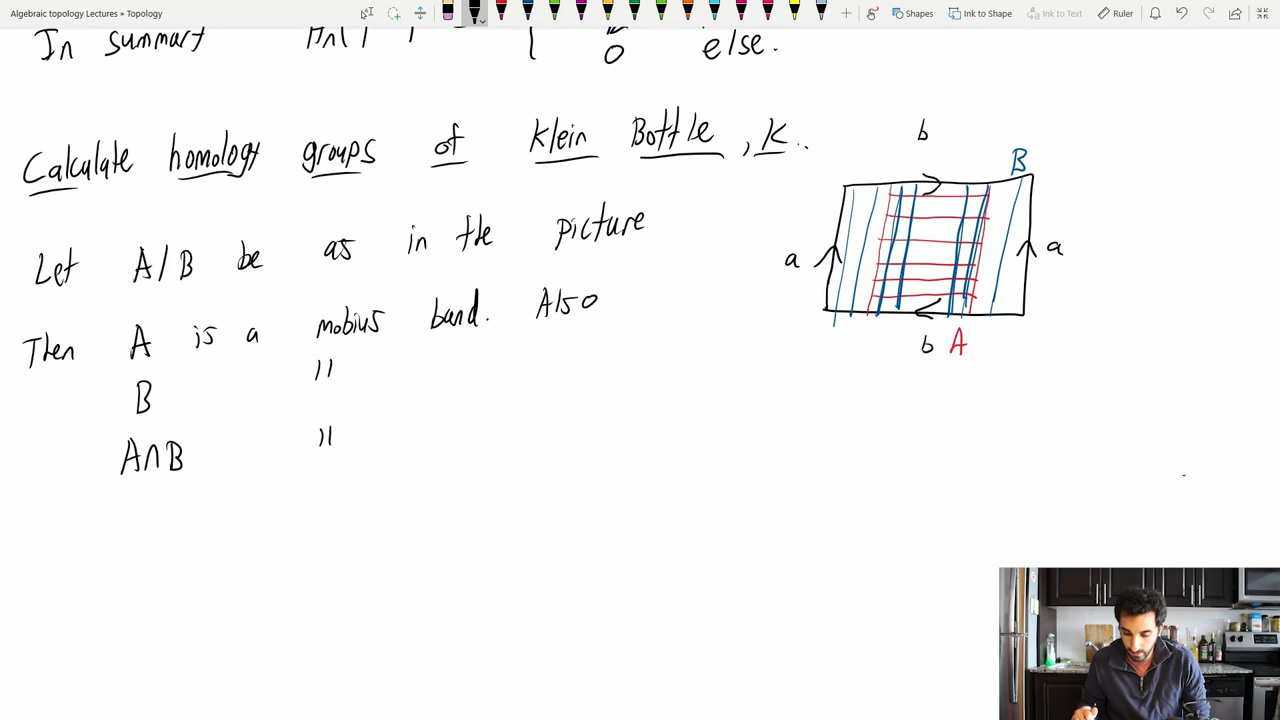 Algebraic topology Lectures » Topology
Shapes Ink to Shape Ink to Text Ruler
In summary
0 else.
Calculate homology groups of Klein Bottle, K..
b
B
Let A/B be as in the picture
a a
Then A is a mobius band. Also
b A
B "
A∩B "